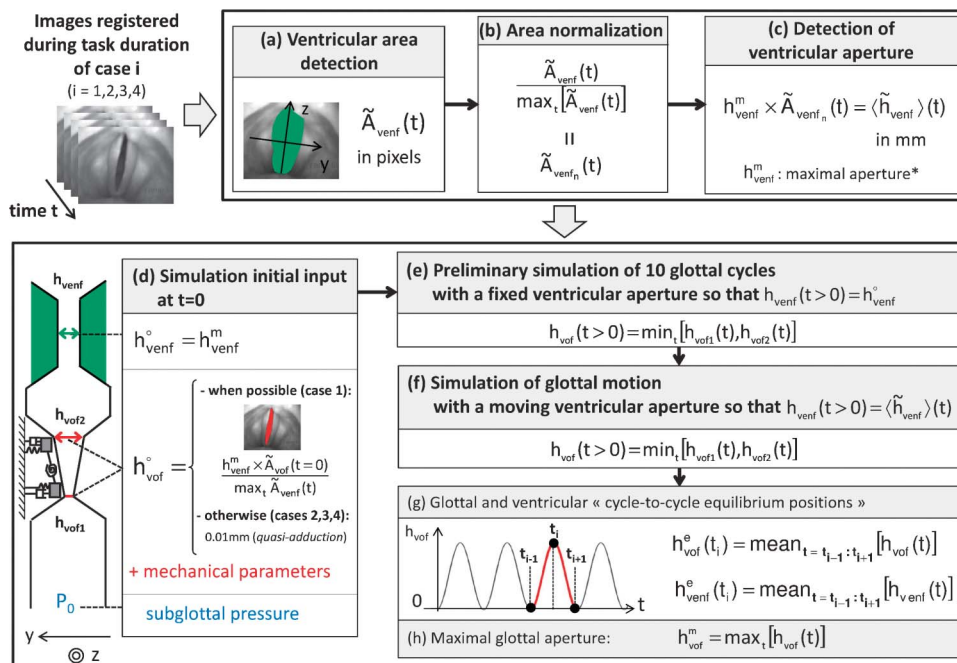 Images registered
during task duration
of case i
(i = 1,2,3,4)
time t
(a) Ventricular area
detection
z
y
Ã_venf(t)
in pixels
(b) Area normalization
Ã_venf(t)
max_t[Ã_venf(t)]
=
Ã_venf_n(t)
(c) Detection of
ventricular aperture
h^m_venf × Ã_venf_n(t) = ⟨h̃_venf⟩(t)
in mm
h^m_venf : maximal aperture*
h_venf
h_vof2
h_vof1
P_0
y
z
(d) Simulation initial input
at t=0
h°_venf = h^m_venf
h°_vof =
- when possible (case 1):
h^m_venf × Ã_vof(t=0)
max_t Ã_venf(t)
- otherwise (cases 2,3,4):
0.01mm (quasi-adduction)
+ mechanical parameters
subglottal pressure
(e) Preliminary simulation of 10 glottal cycles
with a fixed ventricular aperture so that h_venf(t>0)=h°_venf
h_vof(t>0)=min_t[h_vof1(t),h_vof2(t)]
(f) Simulation of glottal motion
with a moving ventricular aperture so that h_venf(t>0)=⟨h̃_venf⟩(t)
h_vof(t>0)=min_t[h_vof1(t),h_vof2(t)]
(g) Glottal and ventricular « cycle-to-cycle equilibrium positions »
h_vof
t_i
t_i-1
t_i+1
0
t
h^e_vof(t_i) = mean_t = t_i-1 : t_i+1[h_vof(t)]
h^e_venf(t_i) = mean_t = t_i-1 : t_i+1[h_venf(t)]
(h) Maximal glottal aperture: h^m_vof = max_t[h_vof(t)]